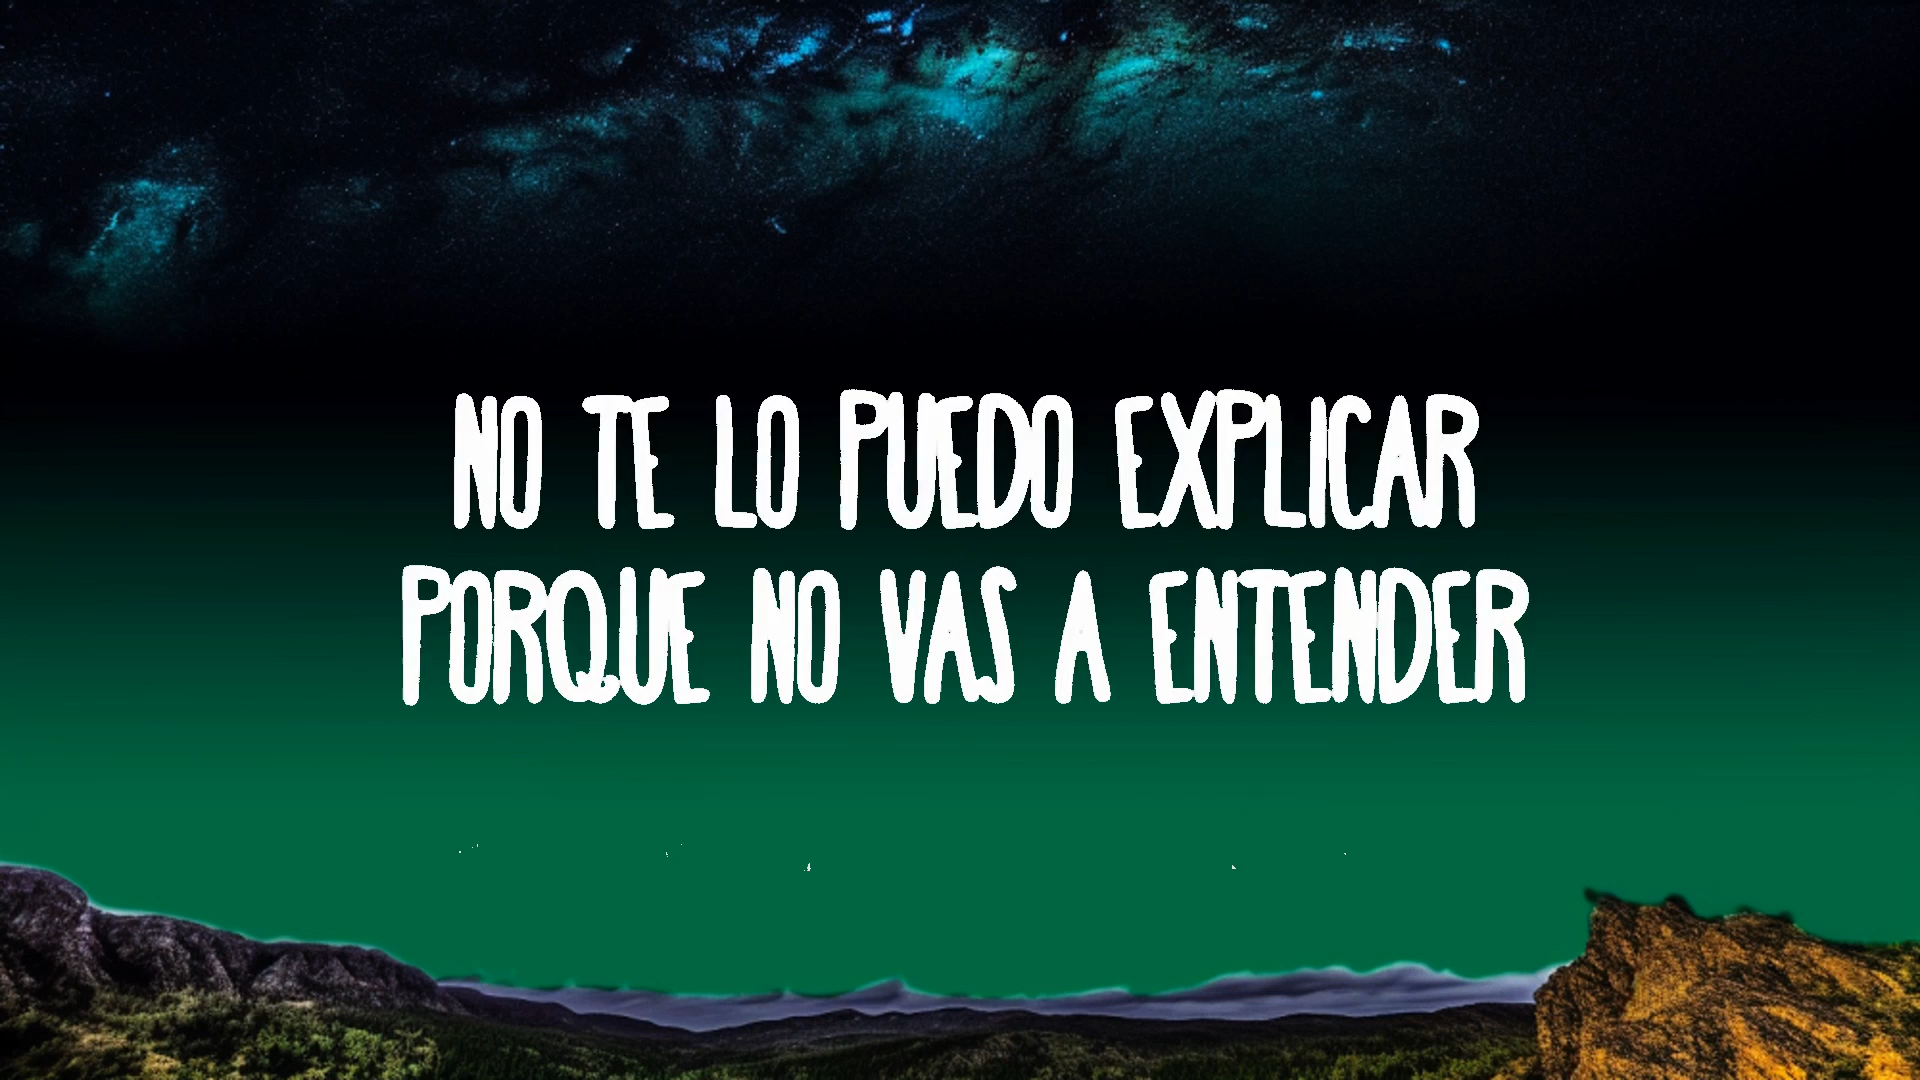 NO TE LO PUEDO EXPLICAR
PORQUE NO VAS A ENTENDER